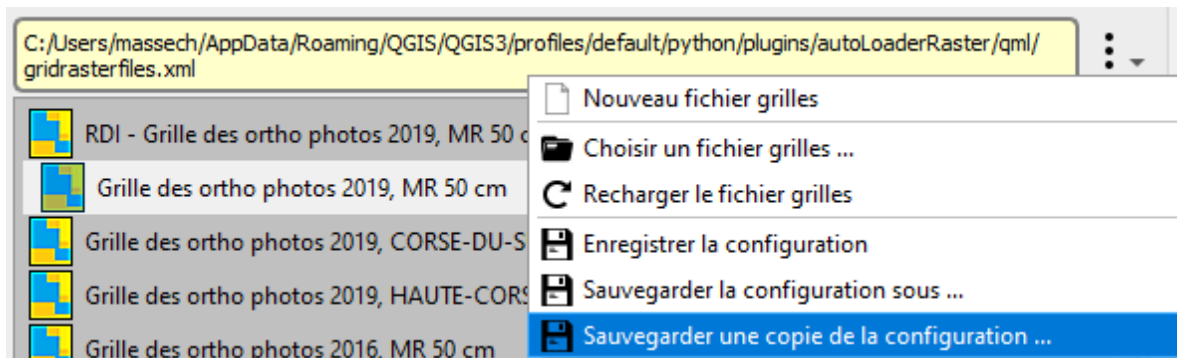 C:/Users/massech/AppData/Roaming/QGIS/QGIS3/profiles/default/python/plugins/autoLoaderRaster/qml/
gridrasterfiles.xml
Nouveau fichier grilles
RDI - Grille des ortho photos 2019, MR 50
Choisir un fichier grilles ...
Grille des ortho photos 2019, MR 50 cm
Recharger le fichier grilles
Grille des ortho photos 2019, CORSE-DU-S
Enregistrer la configuration
Grille des ortho photos 2019, HAUTE-CORS
Sauvegarder la configuration sous ...
Sauvegarder une copie de la configuration ...
Grille des ortho photos 2016, MR 50 cm